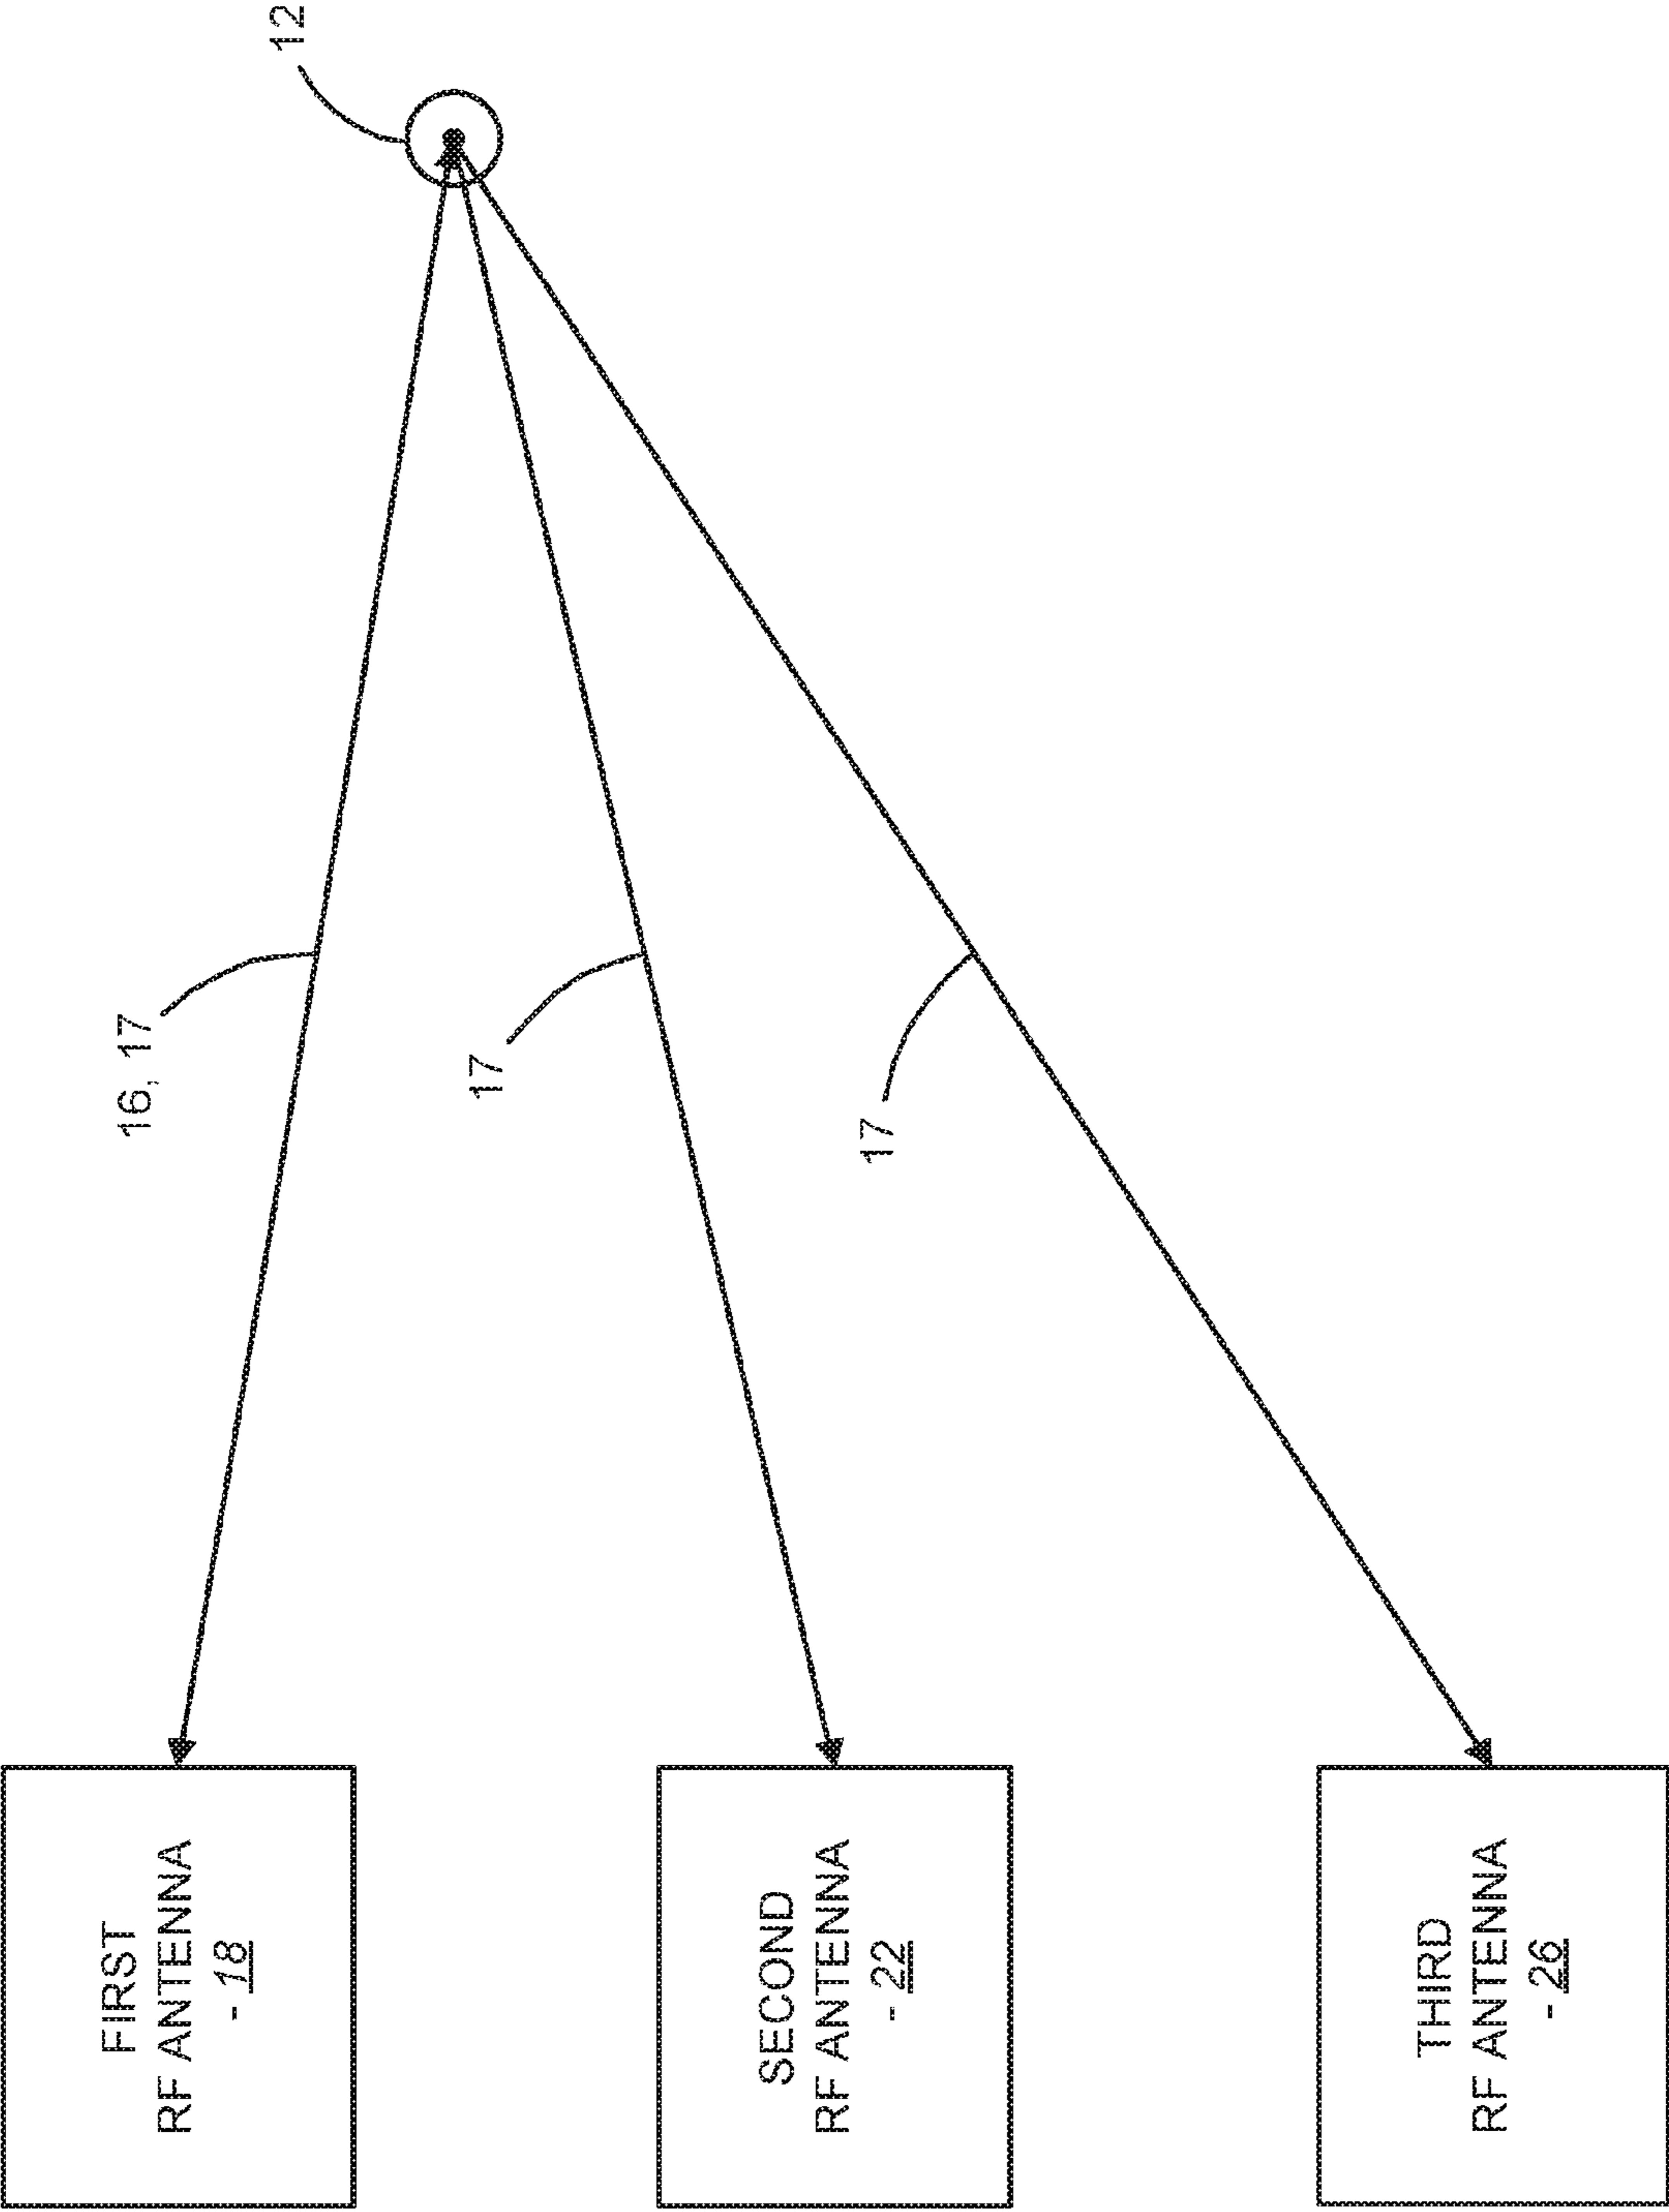 12
16, 17
17
17
FIRST
RF ANTENNA
- 18
SECOND
RF ANTENNA
- 22
THIRD
RF ANTENNA
- 26